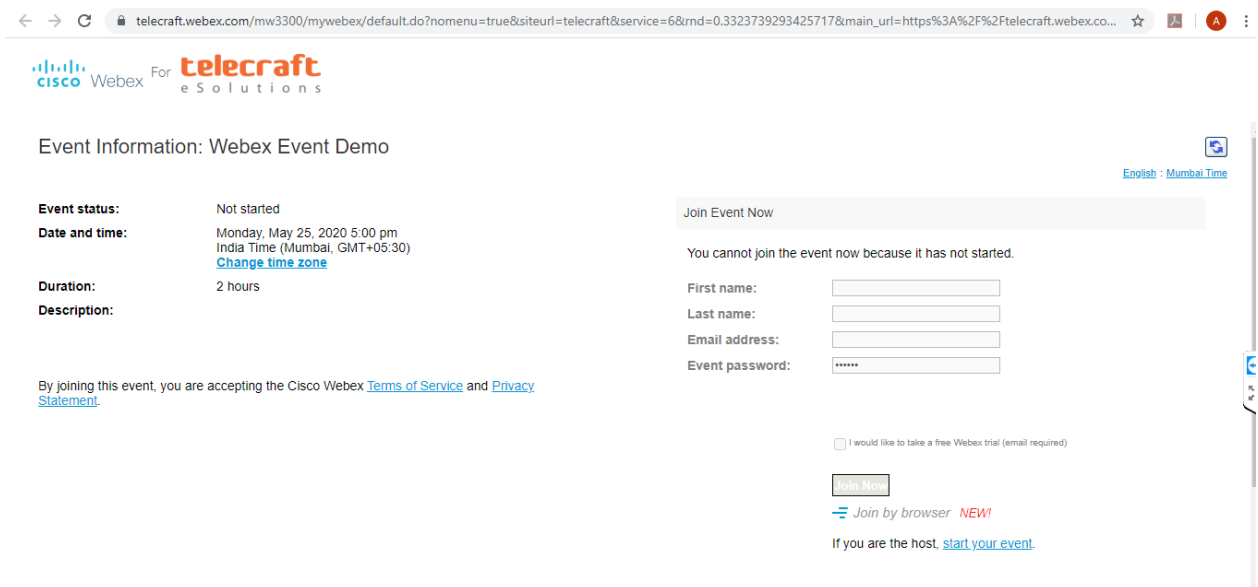 telecraft.webex.com/mw3300/mywebex/default.do?nomenu=true&siteurl=telecraft&service=6&rnd=0.3323739293425717&main_url=https%3A%2F%2Ftelecraft.webex.co...
A
cisco Webex For telecraft
eSolutions
Event Information: Webex Event Demo
English : Mumbai Time
Event status: Not started
Date and time: Monday, May 25, 2020 5:00 pm
India Time (Mumbai, GMT+05:30)
Change time zone
Duration: 2 hours
Description:
By joining this event, you are accepting the Cisco Webex Terms of Service and Privacy
Statement.
Join Event Now
You cannot join the event now because it has not started.
First name:
Last name:
Email address:
Event password: ••••••
I would like to take a free Webex trial (email required)
Join Now
Join by browser NEW!
If you are the host, start your event.